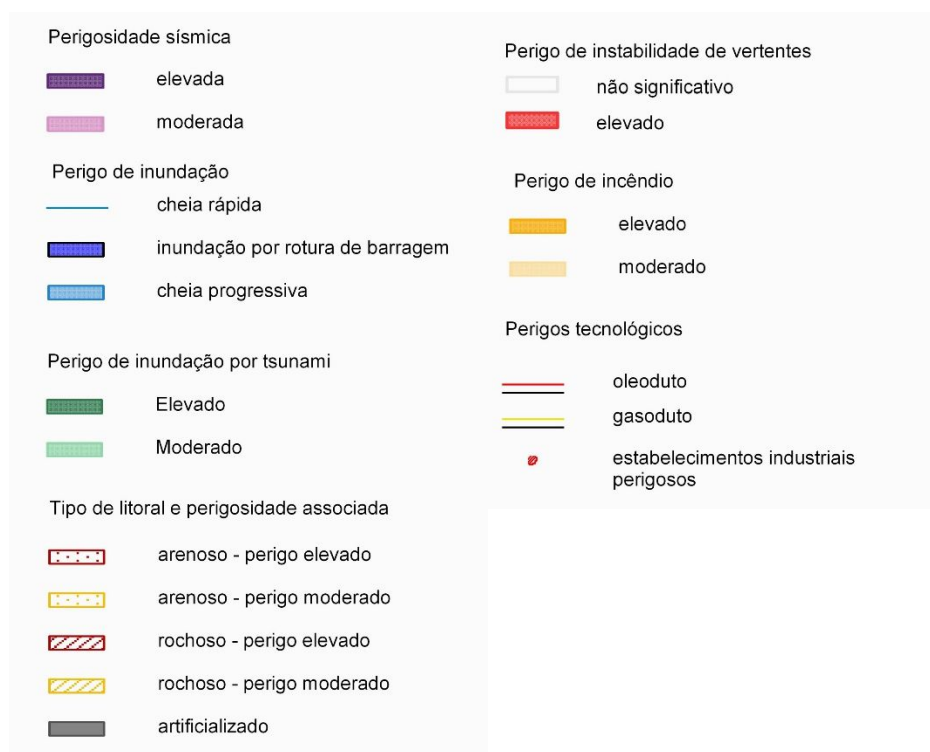 Perigosidade sísmica
elevada
moderada
Perigo de inundação
cheia rápida
inundação por rotura de barragem
cheia progressiva
Perigo de inundação por tsunami
Elevado
Moderado
Tipo de litoral e perigosidade associada
arenoso - perigo elevado
arenoso - perigo moderado
rochoso - perigo elevado
rochoso - perigo moderado
artificializado
Perigo de instabilidade de vertentes
não significativo
elevado
Perigo de incêndio
elevado
moderado
Perigos tecnológicos
oleoduto
gasoduto
estabelecimentos industriais
perigosos